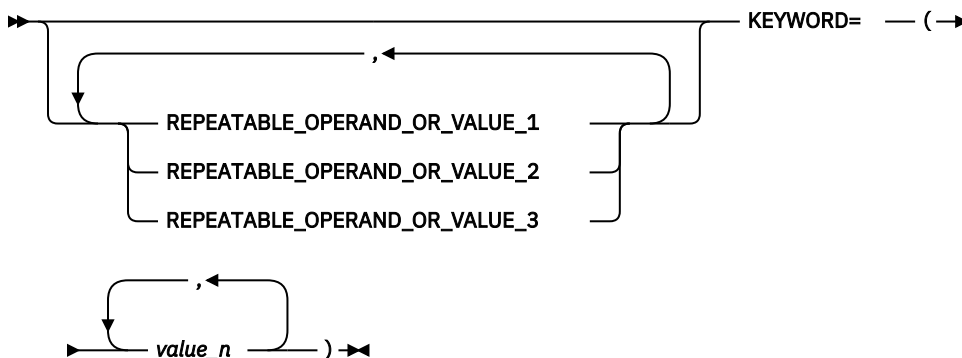 KEYWORD= (
,
REPEATABLE_OPERAND_OR_VALUE_1
REPEATABLE_OPERAND_OR_VALUE_2
REPEATABLE_OPERAND_OR_VALUE_3
,
value_n )